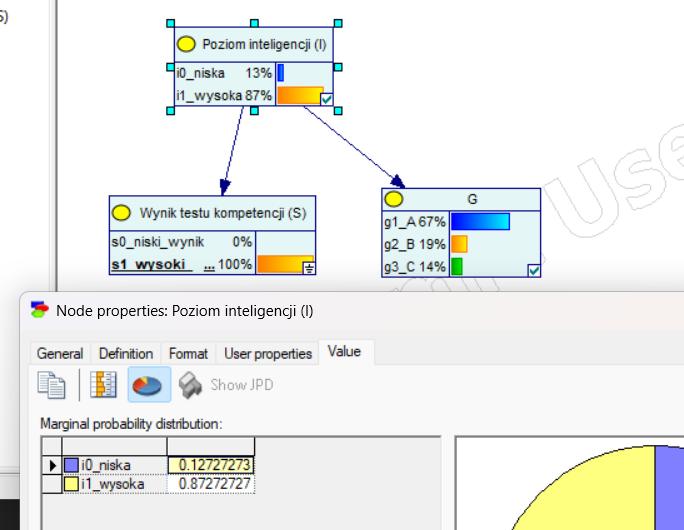 S)
Poziom inteligencji (I)
i0_niska 13%
i1_wysoka 87%
Wynik testu kompetencji (S)
s0_niski_wynik 0%
s1_wysoki_ ... 100%
G
g1_A 67%
g2_B 19%
g3_C 14%
Use
Node properties: Poziom inteligencji (I)
General Definition Format User properties Value
Show JPD
Marginal probability distribution:
i0_niska 0.12727273
i1_wysoka 0.87272727